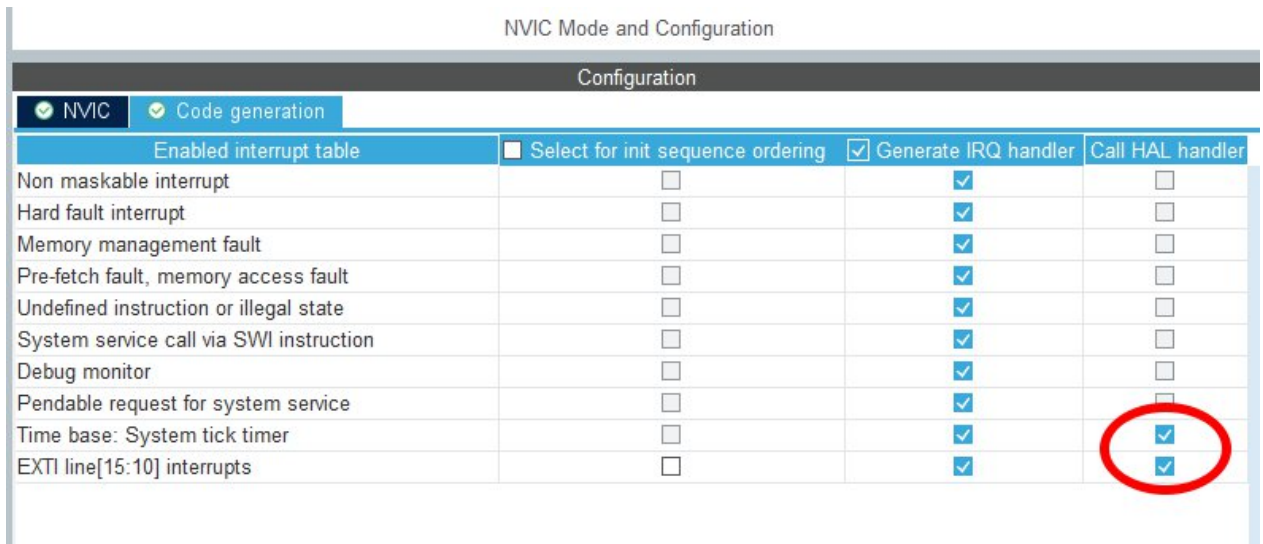 NVIC Mode and Configuration
Configuration
NVIC Code generation
Enabled interrupt table Select for init sequence ordering Generate IRQ handler Call HAL handler
Non maskable interrupt
Hard fault interrupt
Memory management fault
Pre-fetch fault, memory access fault
Undefined instruction or illegal state
System service call via SWI instruction
Debug monitor
Pendable request for system service
Time base: System tick timer
EXTI line[15:10] interrupts